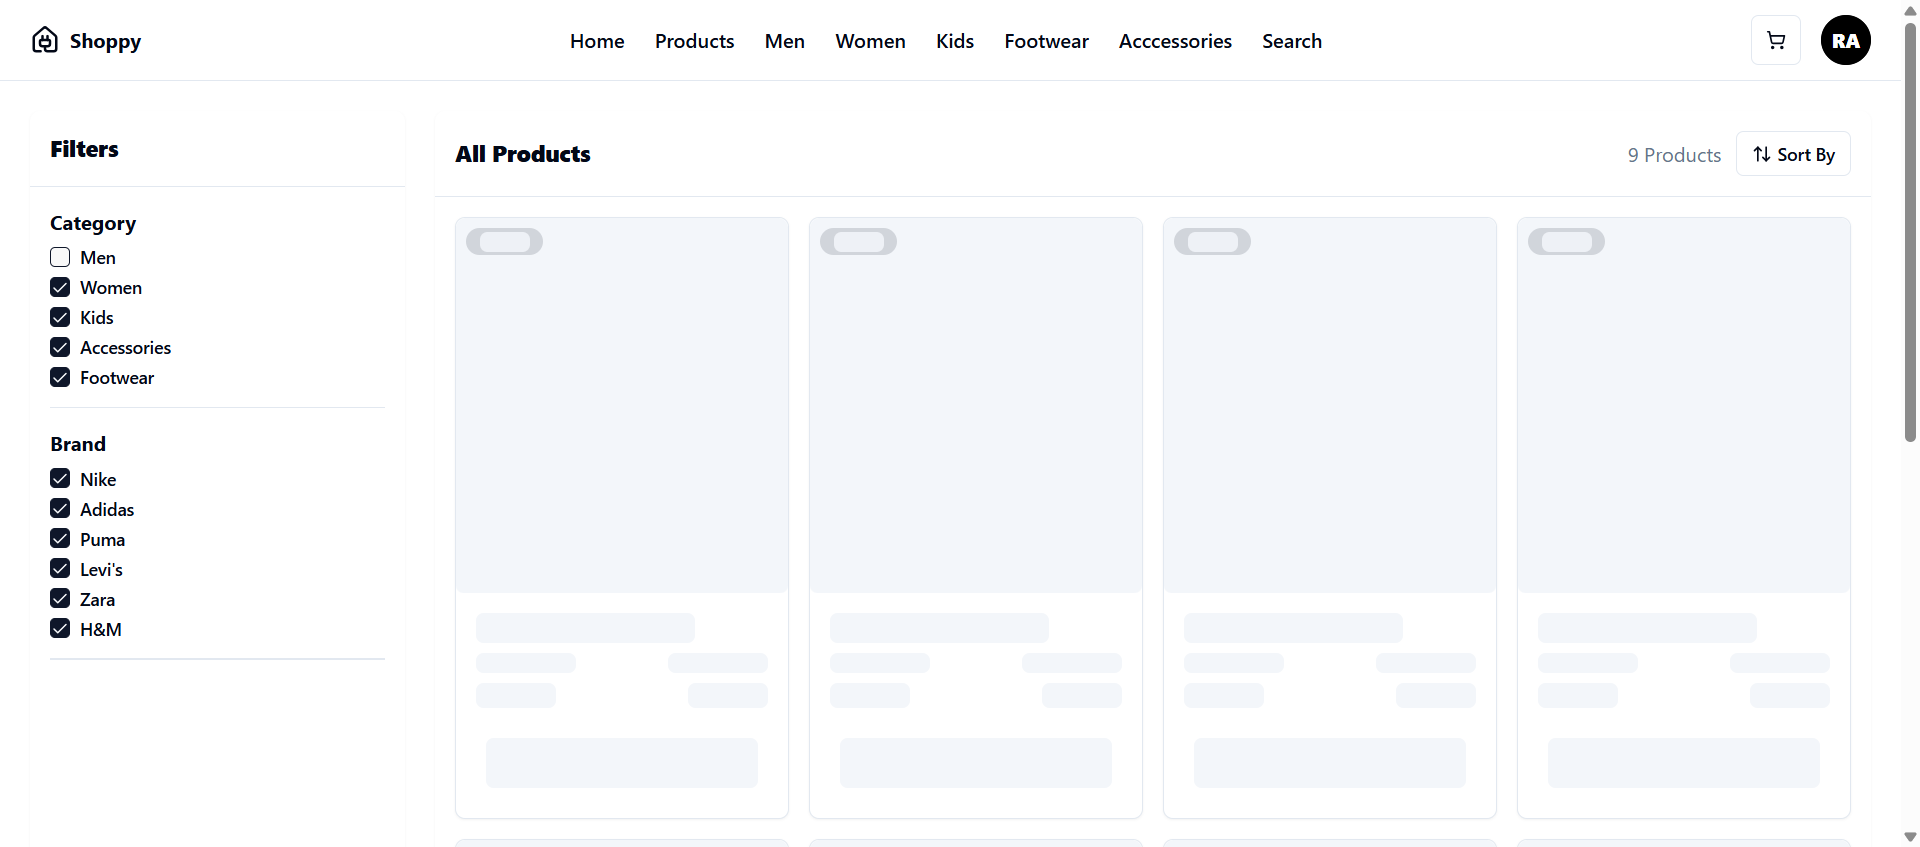 Shoppy
Home Products Men Women Kids Footwear Acccessories Search
RA
Filters
Category
Men
Women
Kids
Accessories
Footwear
Brand
Nike
Adidas
Puma
Levi's
Zara
H&M
All Products
9 Products
Sort By